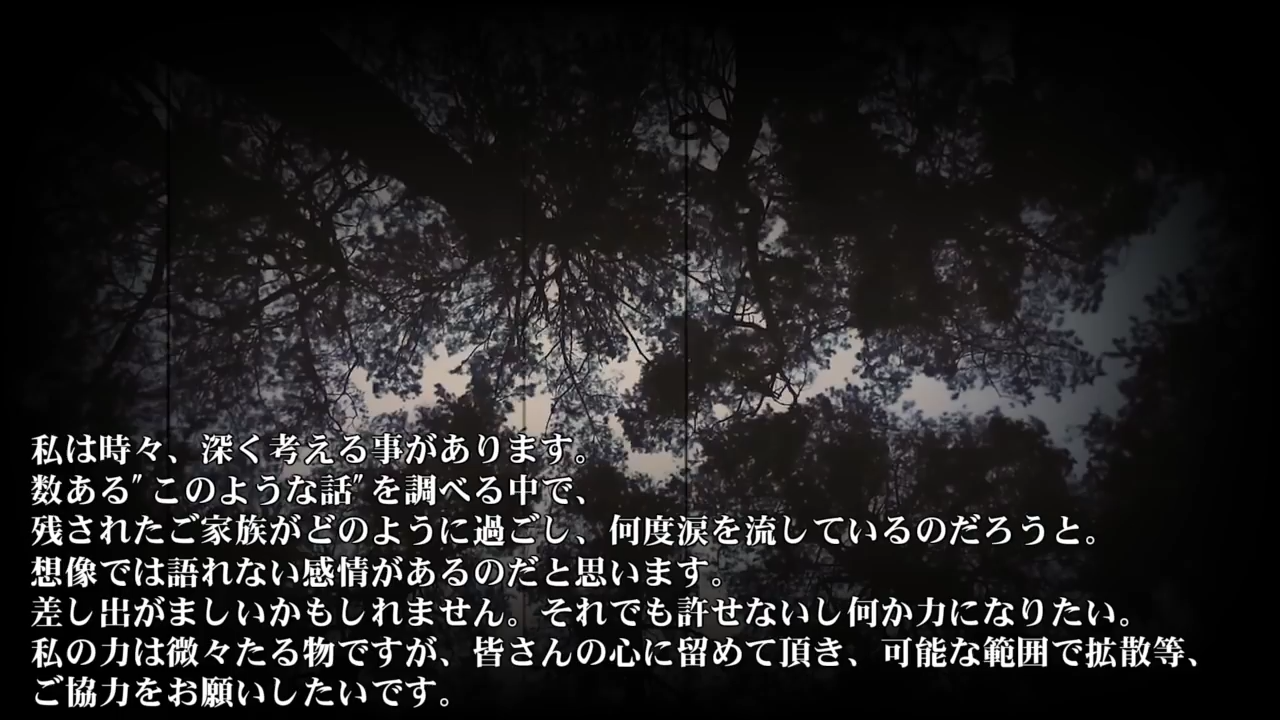 私は時々、深く考える事があります。
数ある"このような話"を調べる中で、
残されたご家族がどのように過ごし、何度涙を流しているのだろうと。
想像では語れない感情があるのだと思います。
差し出がましいかもしれません。それでも許せないし何か力になりたい。
私の力は微々たる物ですが、皆さんの心に留めて頂き、可能な範囲で拡散等、
ご協力をお願いしたいです。